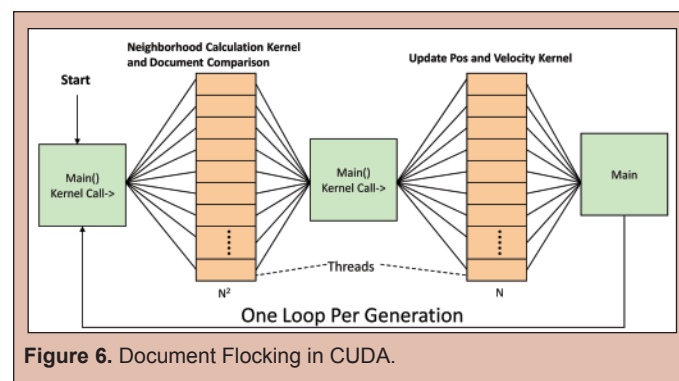 Neighborhood Calculation Kernel
and Document Comparison
Update Pos and Velocity Kernel
Start
Main()
Kernel Call->
Main()
Kernel Call->
Main
Threads
N²
N
One Loop Per Generation
Figure 6. Document Flocking in CUDA.